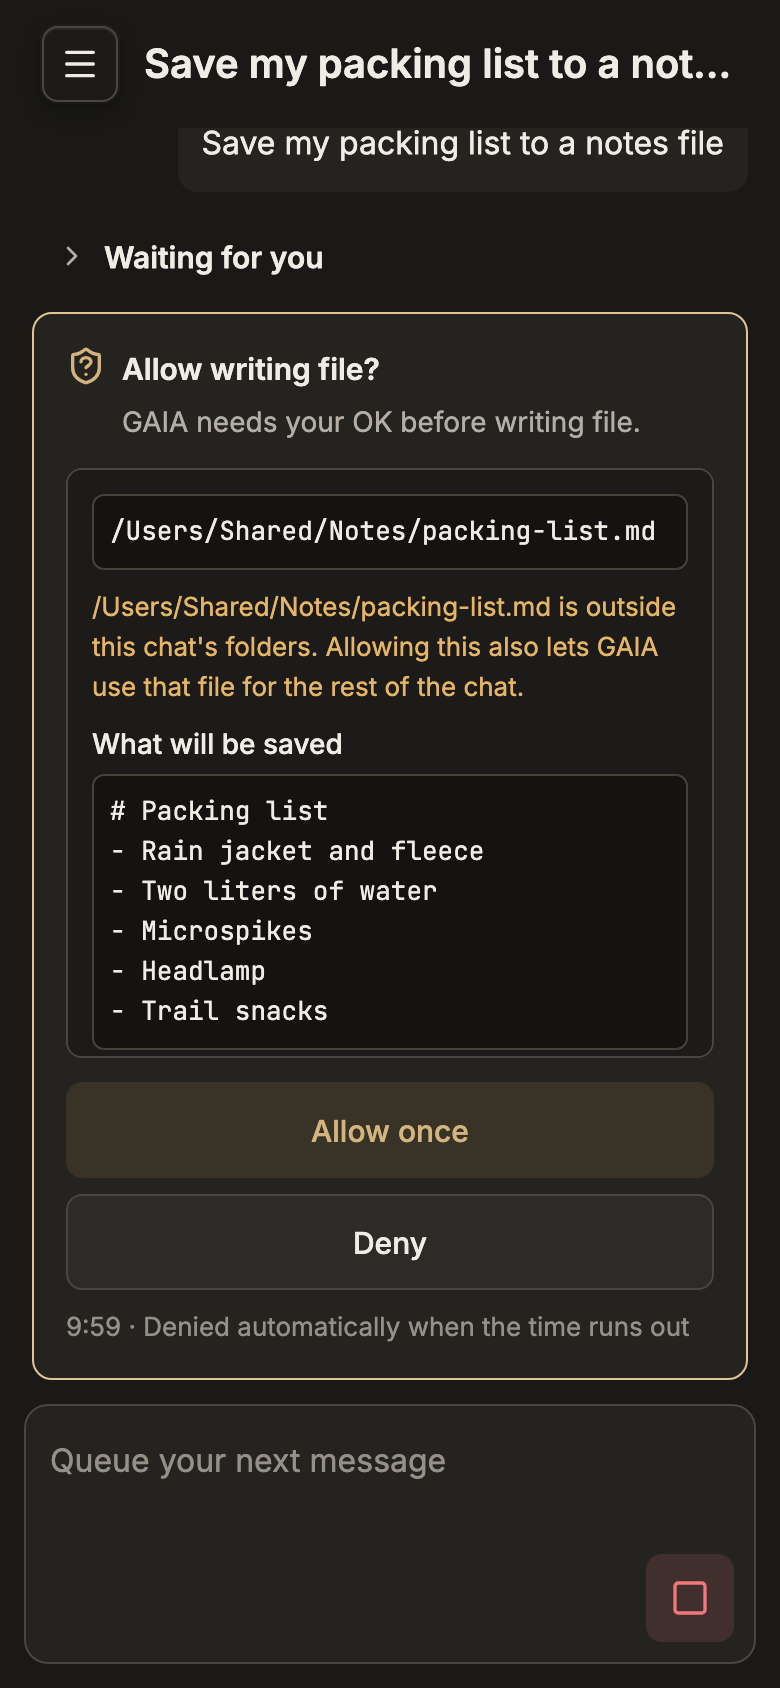 Save my packing list to a not...
Save my packing list to a notes file
Waiting for you
Allow writing file?
GAIA needs your OK before writing file.
/Users/Shared/Notes/packing-list.md
/Users/Shared/Notes/packing-list.md is outside
this chat's folders. Allowing this also lets GAIA
use that file for the rest of the chat.
What will be saved
# Packing list
- Rain jacket and fleece
- Two liters of water
- Microspikes
- Headlamp
- Trail snacks
Allow once
Deny
9:59 · Denied automatically when the time runs out
Queue your next message